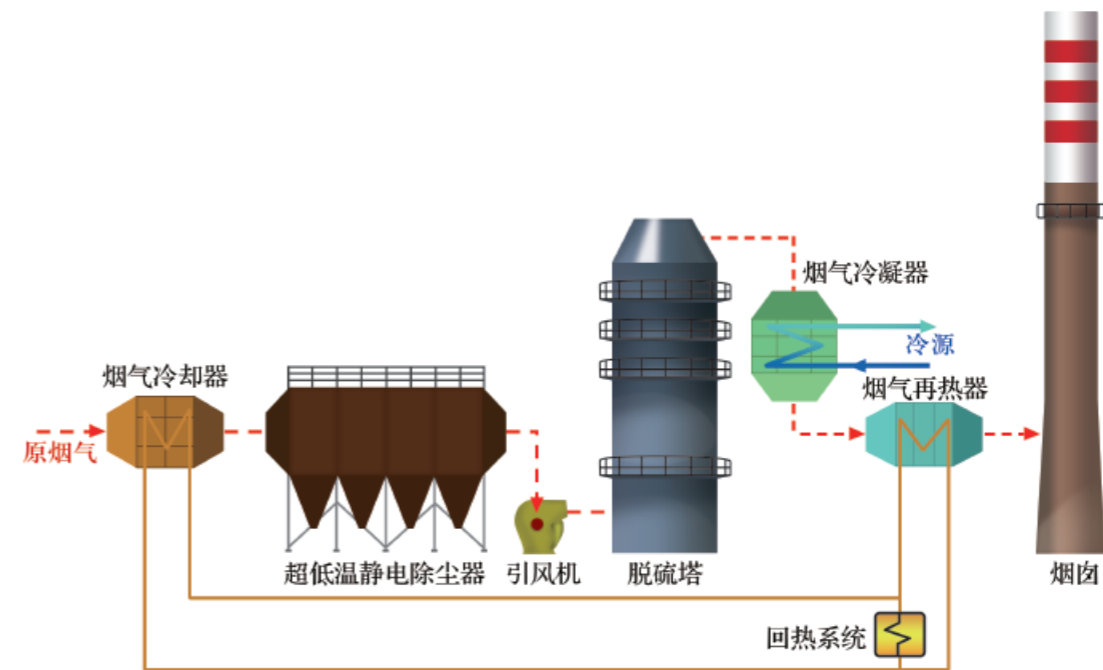 烟气冷凝器
冷源
烟气冷却器
烟气再热器
原烟气
超低温静电除尘器
引风机
脱硫塔
烟囱
回热系统